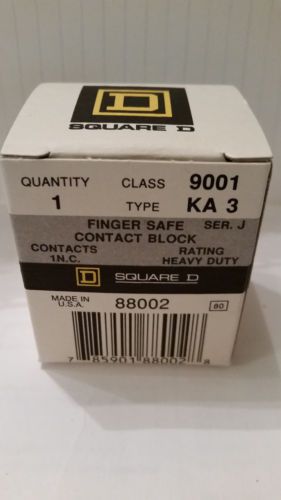 D
SQUARE D
QUANTITY CLASS 9001
1 TYPE KA 3
FINGER SAFE SER. J
CONTACT BLOCK
CONTACTS RATING
1N.C. HEAVY DUTY
D SQUARE D
MADE IN
U.S.A. 88002 80
7 85901 88002 8